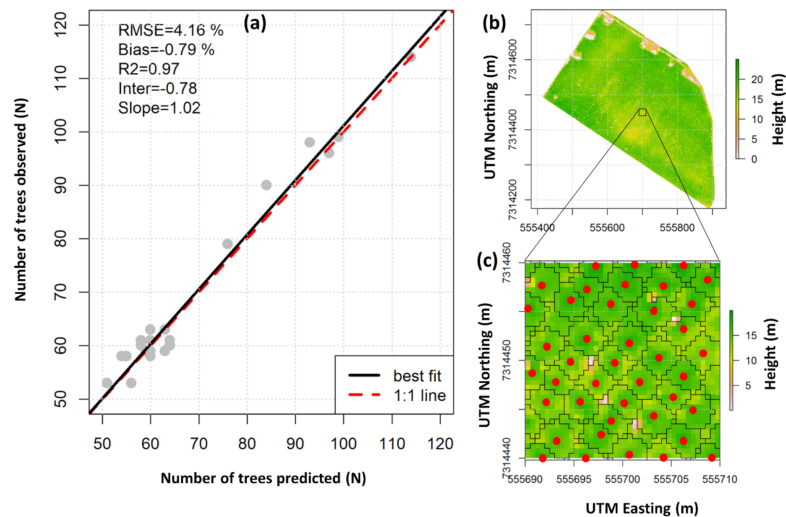 (a)
RMSE=4.16 %
Bias=-0.79 %
R2=0.97
Inter=-0.78
Slope=1.02
Number of trees observed (N)
120
110
100
90
80
70
60
50
best fit
1:1 line
50 60 70 80 90 100 110 120
Number of trees predicted (N)
(b)
UTM Northing (m)
7314600
7314400
7314200
555400 555600 555800
20
15
10
5
0
Height (m)
(c)
UTM Northing (m)
7314460
7314450
7314440
555690 555695 555700 555705 555710
UTM Easting (m)
15
10
5
Height (m)